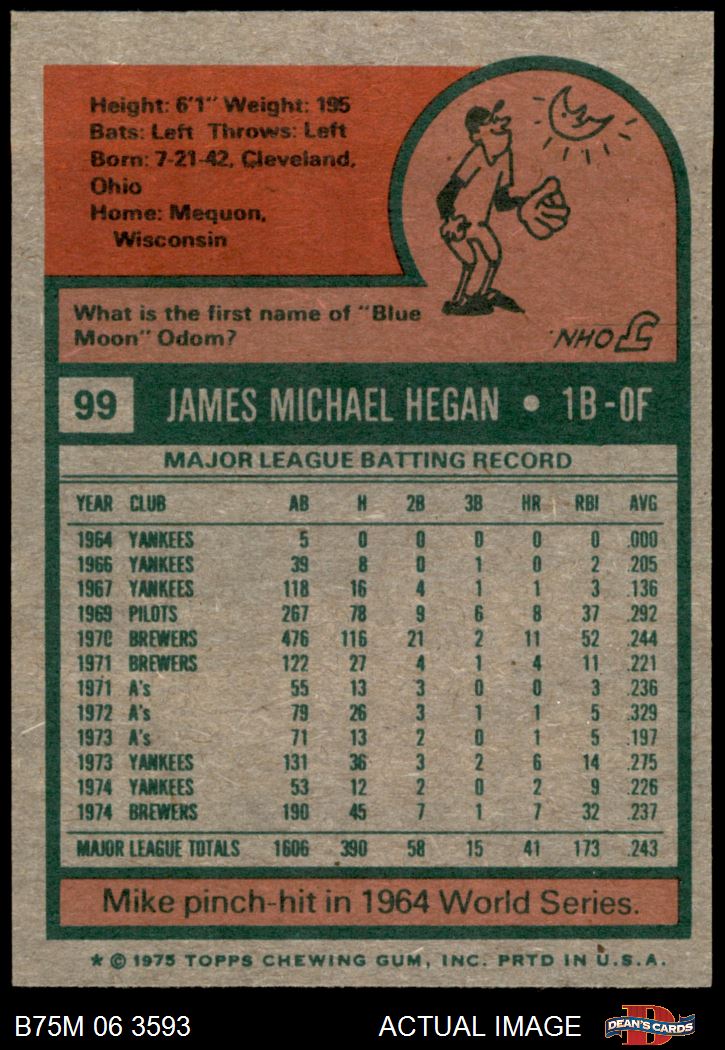 Height: 6'1" Weight: 195
Bats: Left Throws: Left
Born: 7-21-42, Cleveland,
Ohio
Home: Mequon,
Wisconsin
What is the first name of "Blue
Moon" Odom?
JOHN.
99 JAMES MICHAEL HEGAN • 1B-OF
MAJOR LEAGUE BATTING RECORD
YEAR CLUB AB H 2B 3B HR RBI AVG
1964 YANKEES 5 0 0 0 0 0 .000
1966 YANKEES 39 8 0 1 0 2 .205
1967 YANKEES 118 16 4 1 1 3 .136
1969 PILOTS 267 78 9 6 8 37 .292
1970 BREWERS 476 116 21 2 11 52 .244
1971 BREWERS 122 27 4 1 4 11 .221
1971 A's 55 13 3 0 0 3 .236
1972 A's 79 26 3 1 1 5 .329
1973 A's 71 13 2 0 1 5 .197
1973 YANKEES 131 36 3 2 6 14 .275
1974 YANKEES 53 12 2 0 2 9 .226
1974 BREWERS 190 45 7 1 7 32 .237
MAJOR LEAGUE TOTALS 1606 390 58 15 41 173 .243
Mike pinch-hit in 1964 World Series.
* © 1975 TOPPS CHEWING GUM, INC. PRTD IN U.S.A.
B75M 06 3593 ACTUAL IMAGE D DEAN'S CARDS